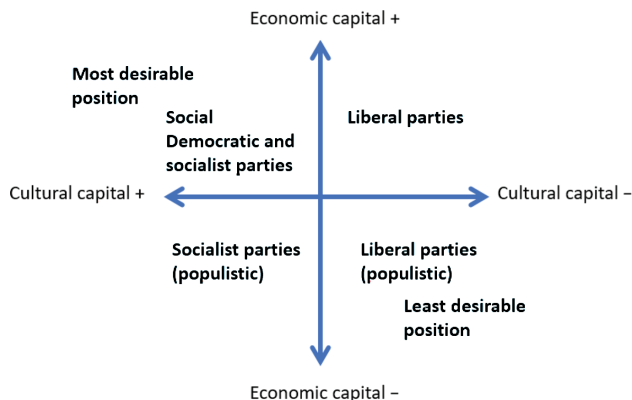 Economic capital +
Most desirable
position
Social
Democratic and
socialist parties
Liberal parties
Cultural capital +
Cultural capital −
Socialist parties
(populistic)
Liberal parties
(populistic)
Least desirable
position
Economic capital −